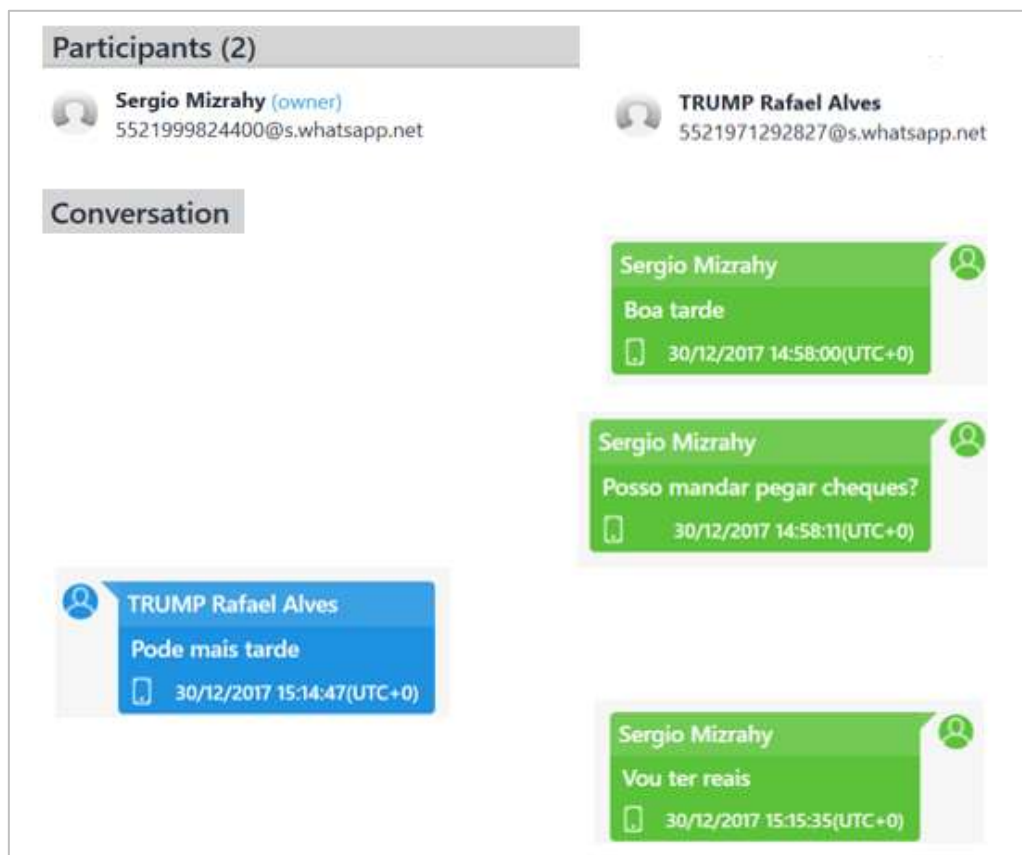 Participants (2)
Sergio Mizrahy (owner)
5521999824400@s.whatsapp.net
TRUMP Rafael Alves
5521971292827@s.whatsapp.net
Conversation
Sergio Mizrahy
Boa tarde
30/12/2017 14:58:00(UTC+0)
Sergio Mizrahy
Posso mandar pegar cheques?
30/12/2017 14:58:11(UTC+0)
TRUMP Rafael Alves
Pode mais tarde
30/12/2017 15:14:47(UTC+0)
Sergio Mizrahy
Vou ter reais
30/12/2017 15:15:35(UTC+0)